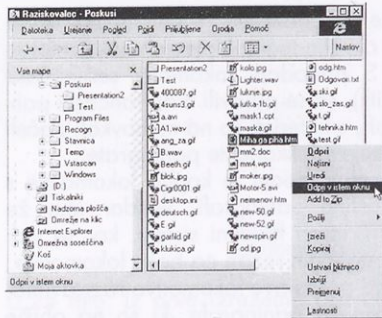 Raziskovalec - Poskusi
Datoteka Urejanje Pogled Pojdi Priljubljene Orodja Pomoč
Naslov
Vse mape
Poskusi
Presentation2
Test
Program Files
Recogn
Stavnica
Temp
Vistascan
Windows
(D:)
Tiskalniki
Nadzorna plošča
Omrežje na klic
Internet Explorer
Omrežna soseščina
Koš
Moja aktovka
Presentation2
Test
400087.gif
4suns3.gif
a.avi
A1.wav
ang_za.gif
B.wav
Beeth.gif
blok.jpg
Cigr0001.gif
desktop.ini
deutsch.gif
E.gif
garfild.gif
klukica.gif
kolo.jpg
Lighter.wav
luknje.jpg
lutka-1b.gif
mask1.cpt
maska.gif
Miha ga piha.htm
mm2.doc
mm4.wps
moker.jpg
Motor-5.avi
neimenov.htm
new-50.gif
new-52.gif
newspin.gif
od.jpg
odg.htm
Odgovori.txt
ski.gif
slo_zas.gif
t.gif
tehnika.htm
test.gif
Odpri
Natisni
Uredi
Odpri v istem oknu
Add to Zip
Pošlji
Izreži
Kopiraj
Ustvari bližnjico
Izbriši
Preimenuj
Lastnosti
Odpri v istem oknu